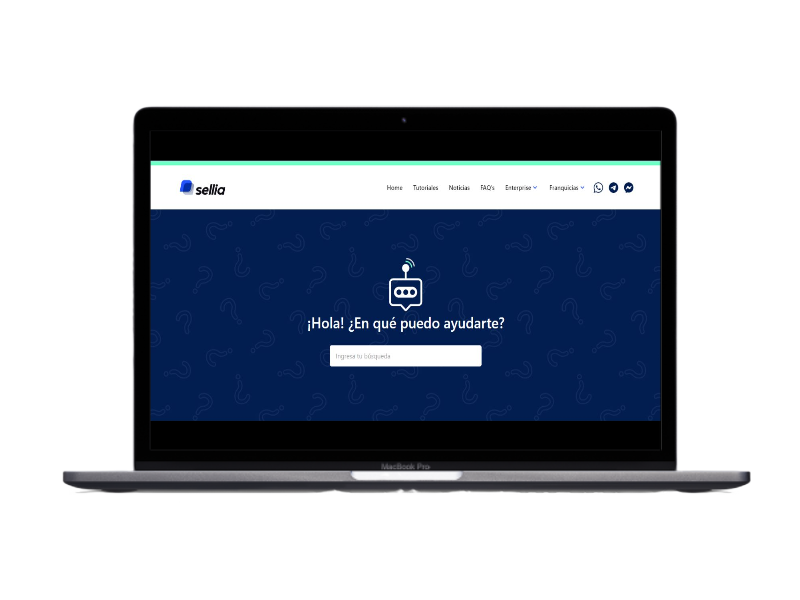 sellia
Home Tutoriales Noticias FAQ's Enterprise Franquicias
¡Hola! ¿En qué puedo ayudarte?
Ingresa tu búsqueda
MacBook Pro